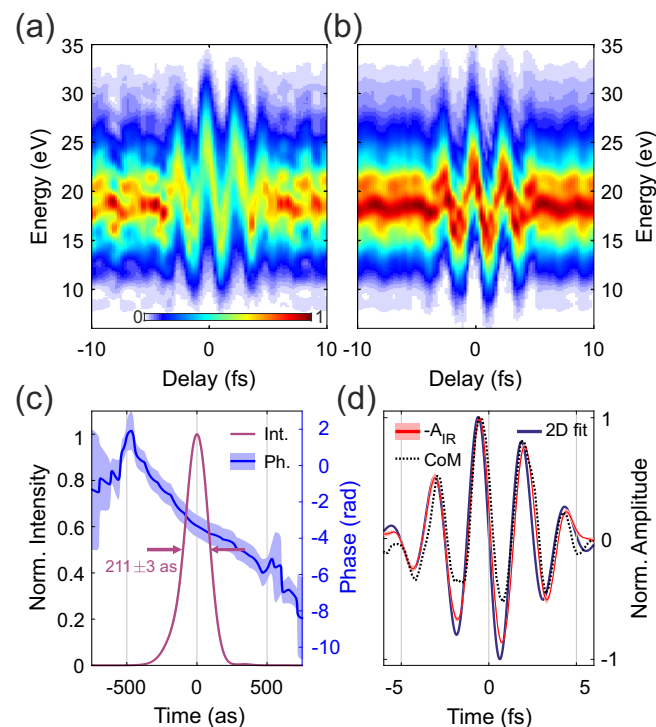 (a)
(b)
35
30
25
20
15
10
Energy (eV)
0
1
-10
0
10
Delay (fs)
35
30
25
20
15
10
Energy (eV)
-10
0
10
Delay (fs)
(c)
1
0.8
0.6
0.4
0.2
0
Norm. Intensity
Int.
Ph.
211±3 as
2
0
-2
-4
-6
-8
-10
Phase (rad)
-500
0
500
Time (as)
(d)
-A_IR
2D fit
CoM
1
0
-1
Norm. Amplitude
-5
0
5
Time (fs)